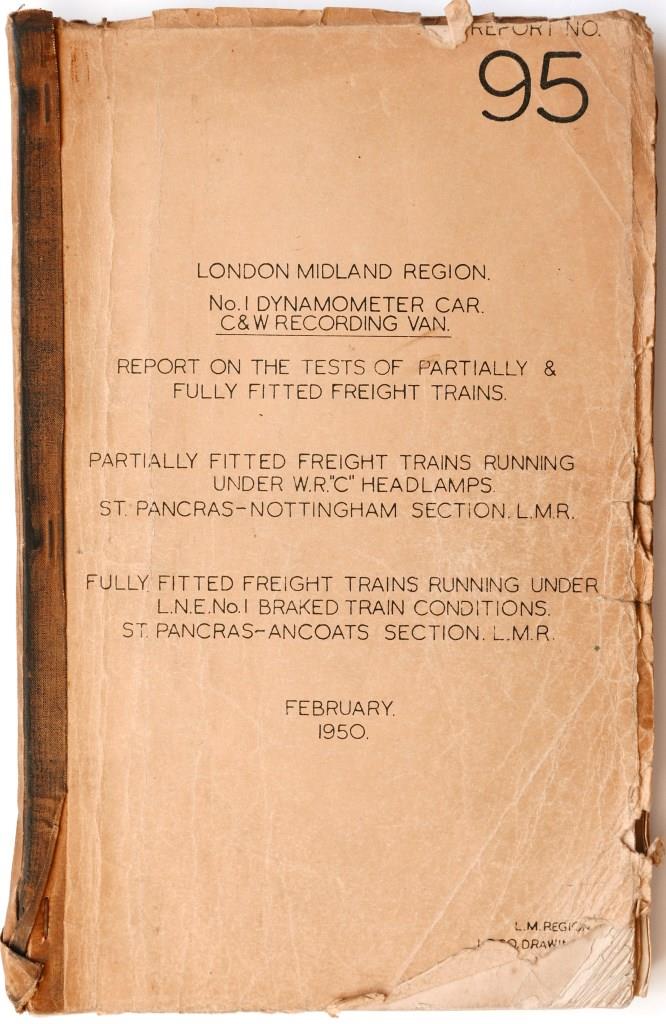 REPORT NO.
95
LONDON MIDLAND REGION.
No.1 DYNAMOMETER CAR.
C&W RECORDING VAN.
REPORT ON THE TESTS OF PARTIALLY &
FULLY FITTED FREIGHT TRAINS.
PARTIALLY FITTED FREIGHT TRAINS RUNNING
UNDER W.R."C" HEADLAMPS.
ST. PANCRAS-NOTTINGHAM SECTION. L.M.R.
FULLY FITTED FREIGHT TRAINS RUNNING UNDER
L.N.E.No.1 BRAKED TRAIN CONDITIONS.
ST. PANCRAS-ANCOATS SECTION. L.M.R.
FEBRUARY.
1950.
L.M. REGION